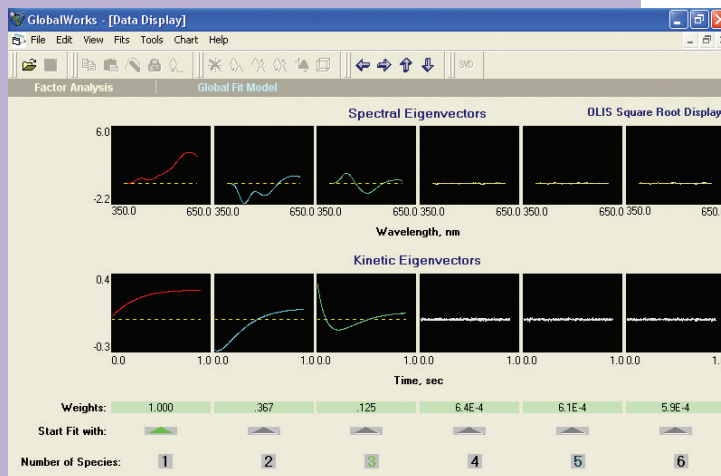 GlobalWorks - [Data Display]
File Edit View Fits Tools Chart Help
SVD
Factor Analysis | Global Fit Model
Spectral Eigenvectors OLIS Square Root Display
6.0
-2.2
350.0 650.0 350.0 650.0 350.0 650.0 350.0 650.0 350.0 650.0 350.0 650.0
Wavelength, nm
Kinetic Eigenvectors
0.4
-0.3
0.0 1.0 0.0 1.0 0.0 1.0 0.0 1.0 0.0 1.0 0.0 1.
Time, sec
Weights: 1.000 .367 .125 6.4E-4 6.1E-4 5.9E-4
Start Fit with:
Number of Species: 1 2 3 4 5 6